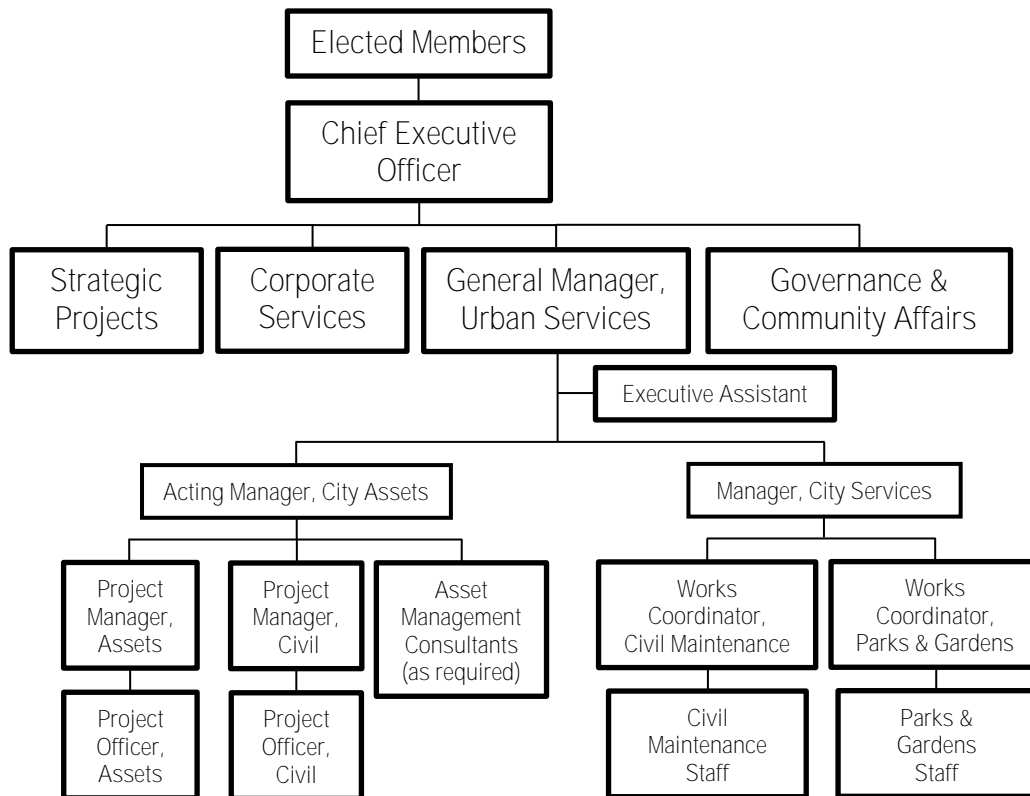 Elected Members
Chief Executive
Officer
Strategic
Projects
Corporate
Services
General Manager,
Urban Services
Governance &
Community Affairs
Executive Assistant
Acting Manager, City Assets
Manager, City Services
Project
Manager,
Assets
Project
Manager,
Civil
Asset
Management
Consultants
(as required)
Works
Coordinator,
Civil Maintenance
Works
Coordinator,
Parks & Gardens
Project
Officer,
Assets
Project
Officer,
Civil
Civil
Maintenance
Staff
Parks &
Gardens
Staff